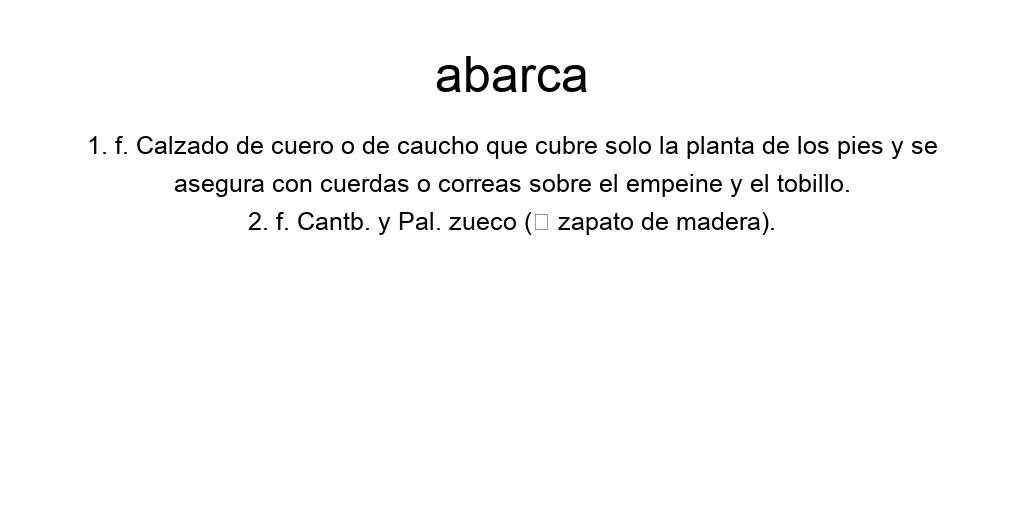 abarca
1. f. Calzado de cuero o de caucho que cubre solo la planta de los pies y se
asegura con cuerdas o correas sobre el empeine y el tobillo.
2. f. Cantb. y Pal. zueco (□ zapato de madera).